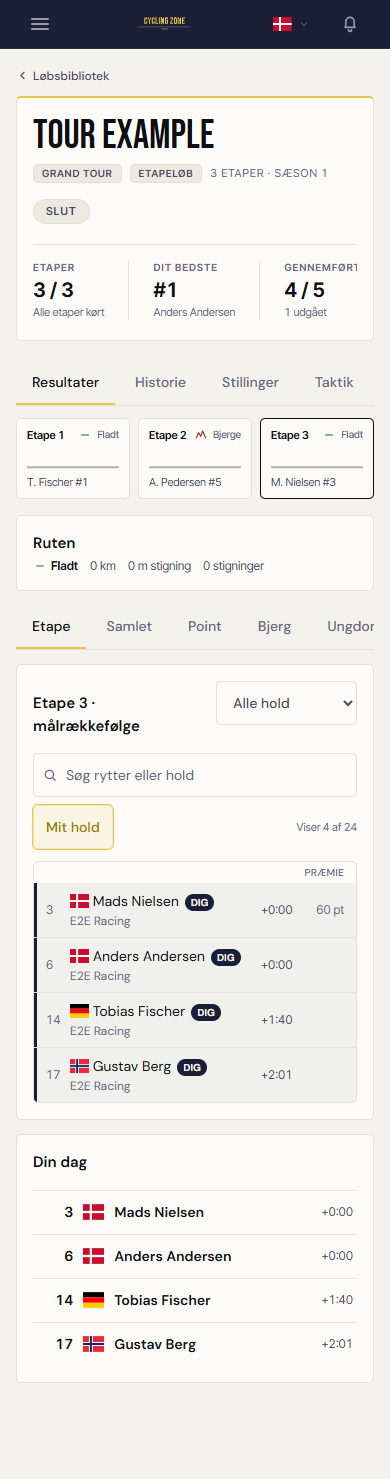 CYCLING ZONE
Løbsbibliotek
TOUR EXAMPLE
GRAND TOUR ETAPELØB 3 ETAPER · SÆSON 1
SLUT
ETAPER DIT BEDSTE GENNEMFØRT
3 / 3 #1 4 / 5
Alle etaper kørt Anders Andersen 1 udgået
Resultater Historie Stillinger Taktik
Etape 1 Fladt Etape 2 Bjerge Etape 3 Fladt
T. Fischer #1 A. Pedersen #5 M. Nielsen #3
Ruten
Fladt 0 km 0 m stigning 0 stigninger
Etape Samlet Point Bjerg Ungdor
Etape 3 · Alle hold
målrækkefølge
Søg rytter eller hold
Mit hold Viser 4 af 24
PRÆMIE
3 Mads Nielsen DIG +0:00 60 pt
E2E Racing
6 Anders Andersen DIG +0:00
E2E Racing
14 Tobias Fischer DIG +1:40
E2E Racing
17 Gustav Berg DIG +2:01
E2E Racing
Din dag
3 Mads Nielsen +0:00
6 Anders Andersen +0:00
14 Tobias Fischer +1:40
17 Gustav Berg +2:01